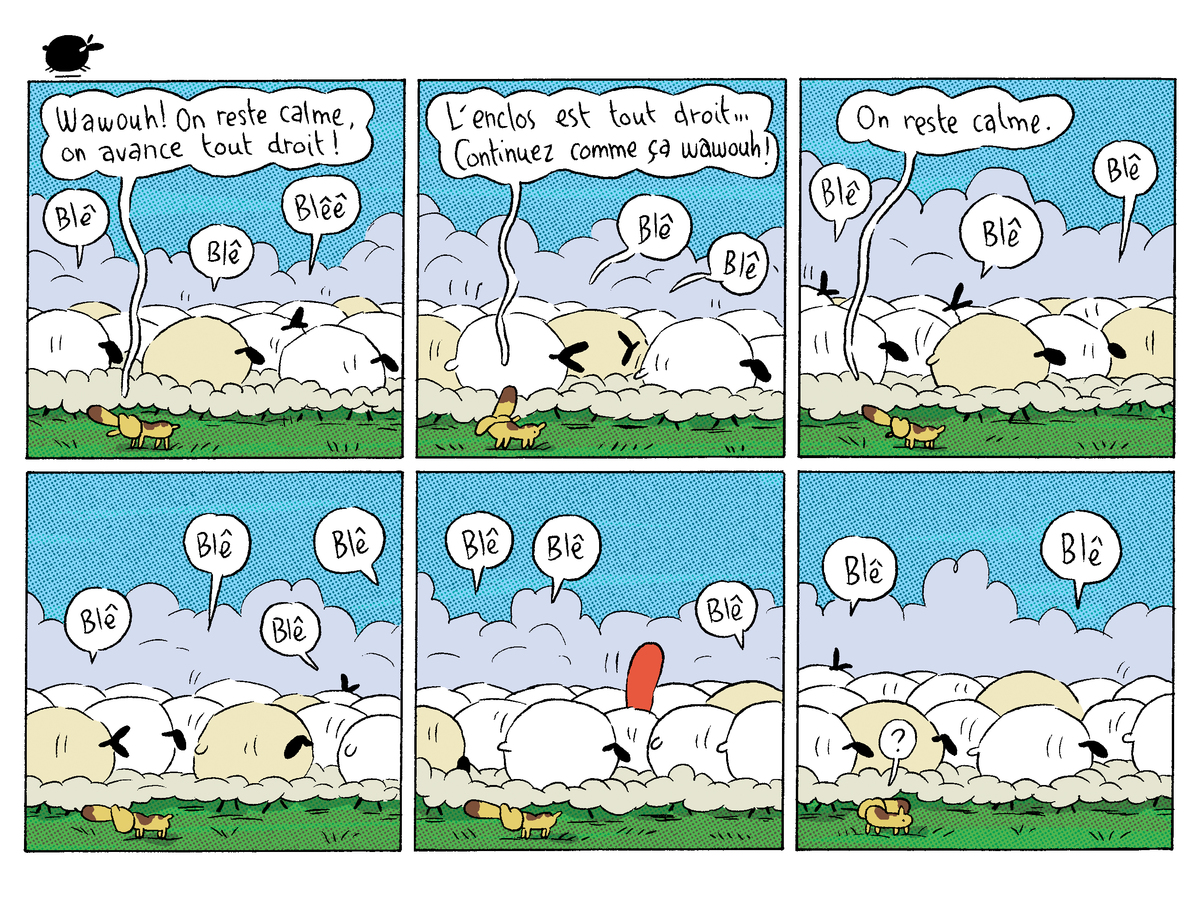 Wawouh! On reste calme,
on avance tout droit!
Blê
Blê
Blêê
L'enclos est tout droit...
Continuez comme ça wawouh!
Blê
Blê
On reste calme.
Blê
Blê
Blê
Blê
Blê
Blê
Blê
Blê
Blê
Blê
Blê
Blê
?